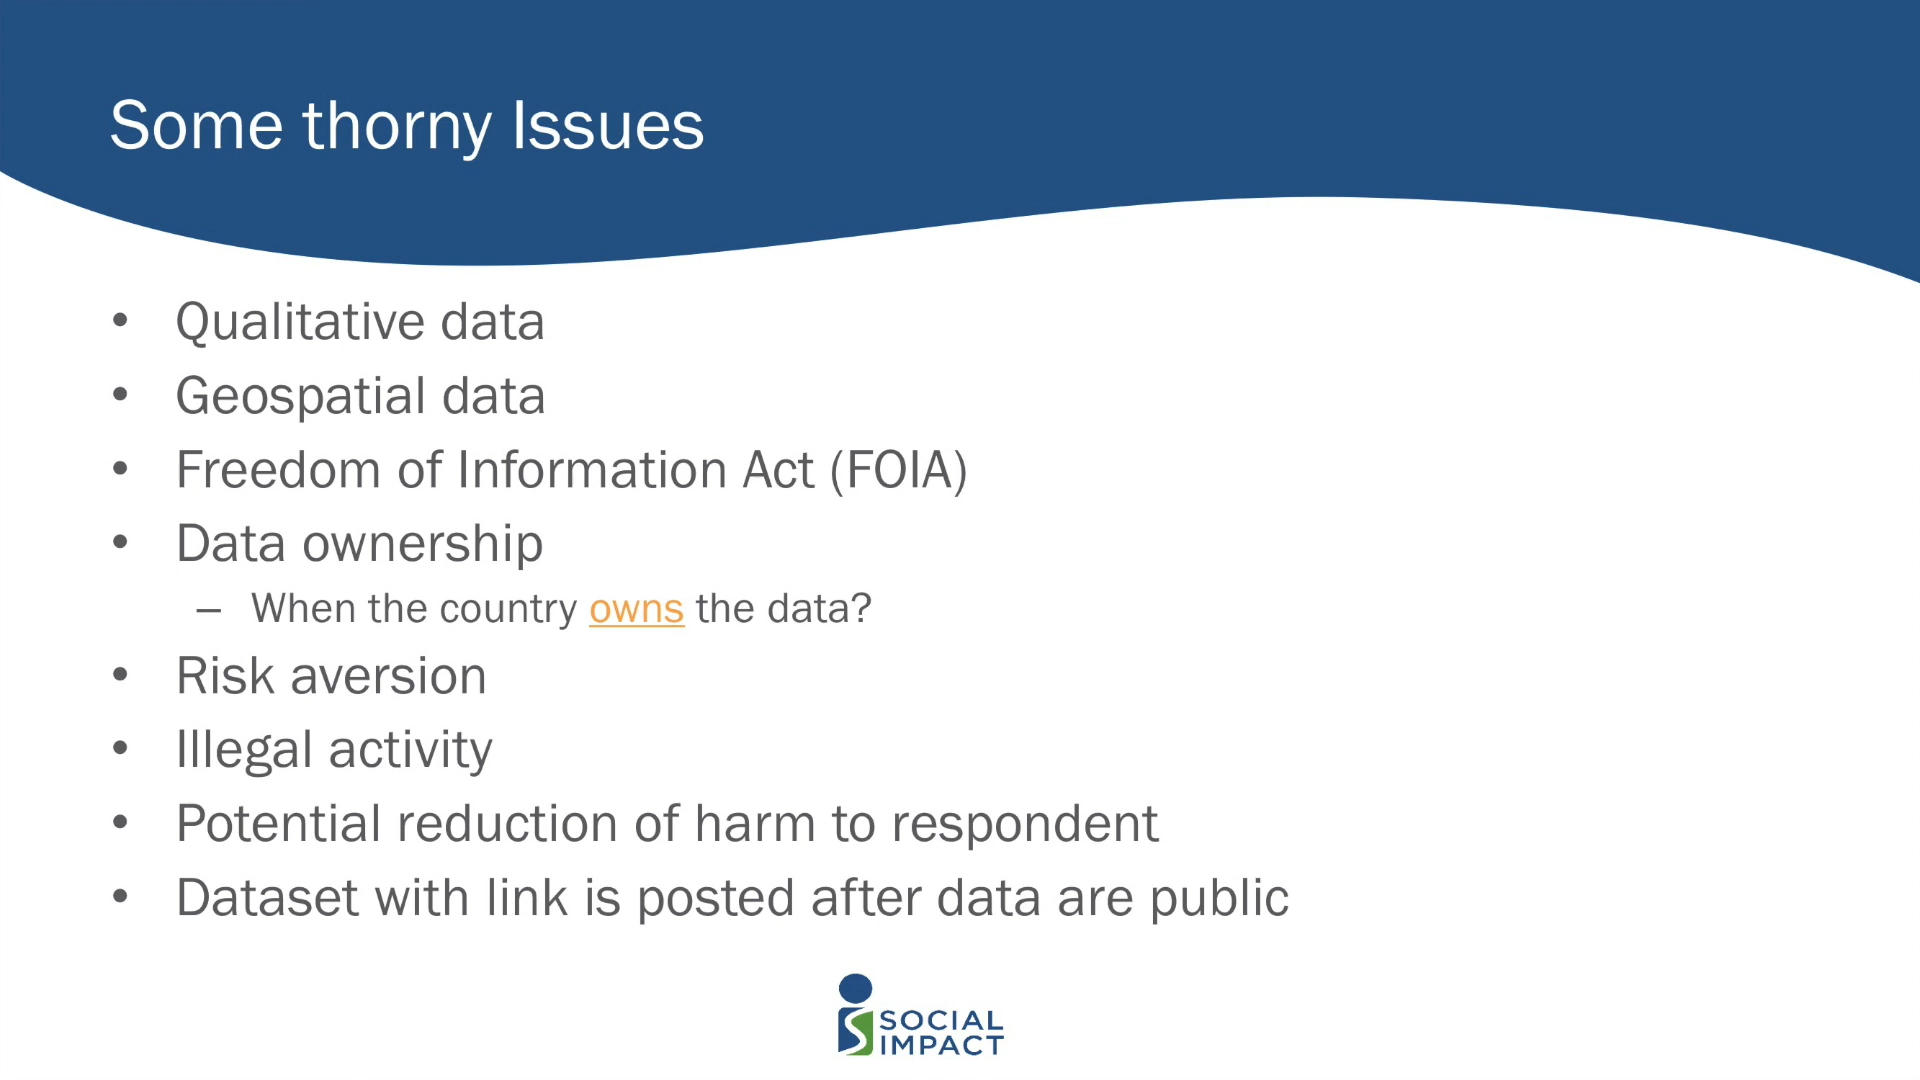 Some thorny Issues
• Qualitative data
• Geospatial data
• Freedom of Information Act (FOIA)
• Data ownership
– When the country owns the data?
• Risk aversion
• Illegal activity
• Potential reduction of harm to respondent
• Dataset with link is posted after data are public
SOCIAL
IMPACT